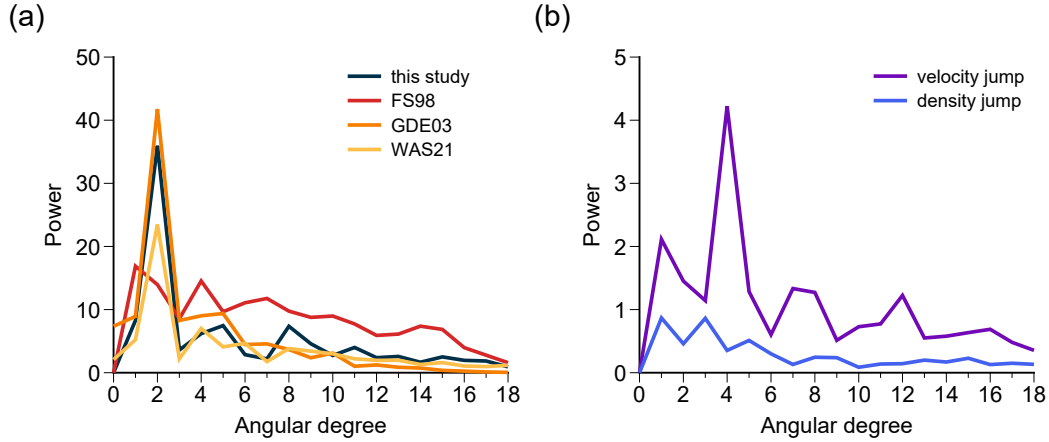 (a)
50
40
30
20
10
0
Power
0 2 4 6 8 10 12 14 16 18
Angular degree
this study
FS98
GDE03
WAS21
(b)
5
4
3
2
1
0
Power
0 2 4 6 8 10 12 14 16 18
Angular degree
velocity jump
density jump